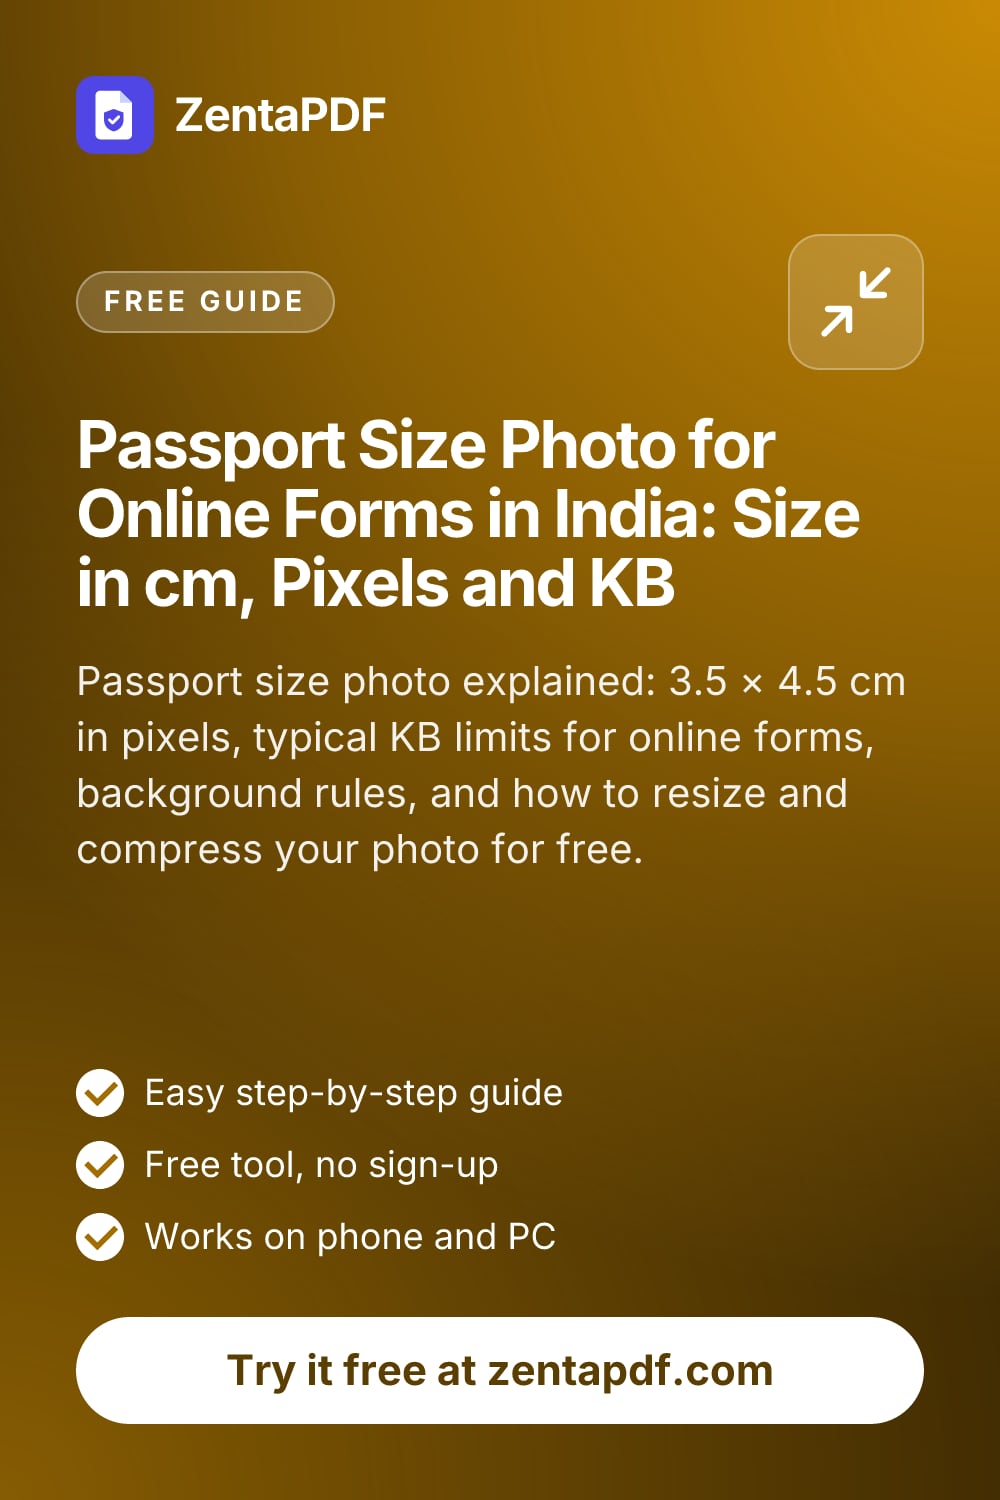 ZentaPDF
FREE GUIDE
Passport Size Photo for
Online Forms in India: Size
in cm, Pixels and KB
Passport size photo explained: 3.5 × 4.5 cm
in pixels, typical KB limits for online forms,
background rules, and how to resize and
compress your photo for free.
Easy step-by-step guide
Free tool, no sign-up
Works on phone and PC
Try it free at zentapdf.com